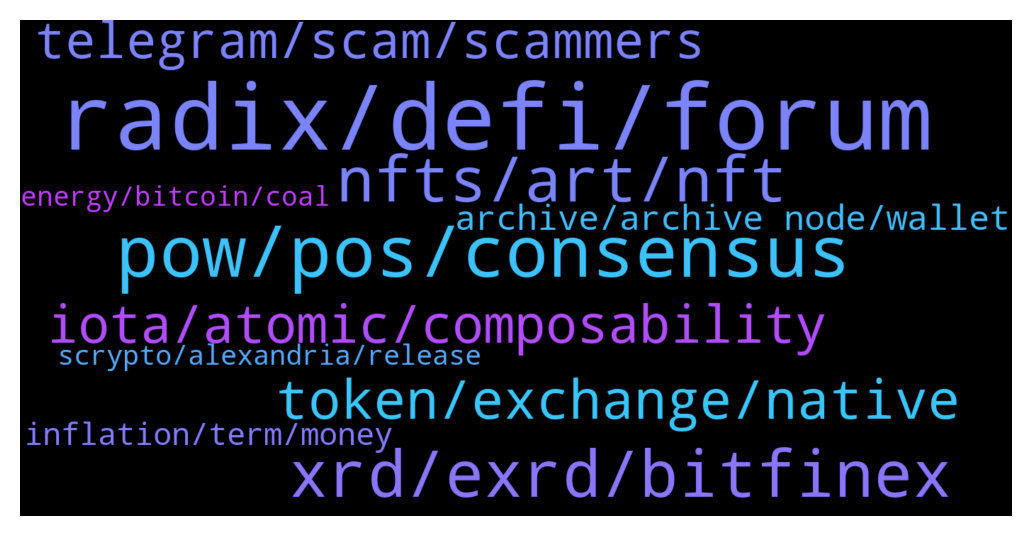 telegram/scam/scammers
radix/defi/forum
nfts/art/nft
energy/bitcoin/coal
archive/archive node/wallet
pow/pos/consensus
iota/atomic/composability
scrypto/alexandria/release
token/exchange/native
inflation/term/money
xrd/exrd/bitfinex